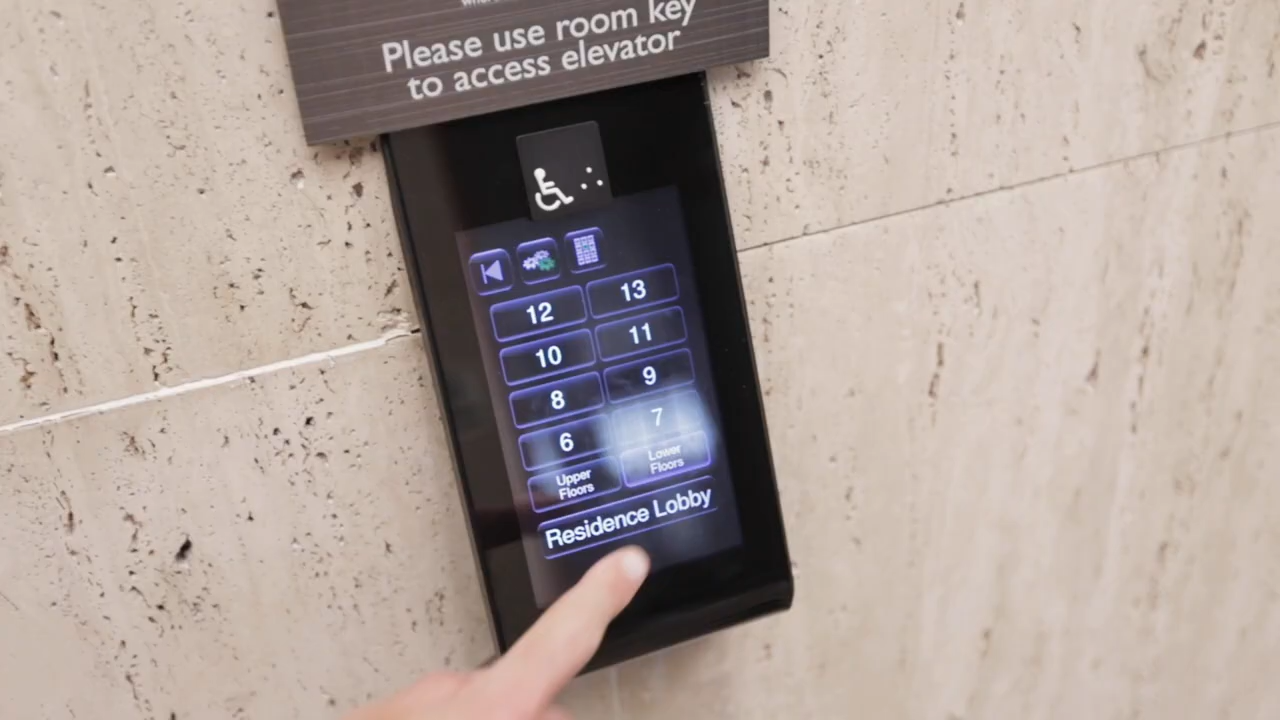 Please use room key
to access elevator
12
13
10
11
8
9
6
7
Upper
Floors
Lower
Floors
Residence Lobby